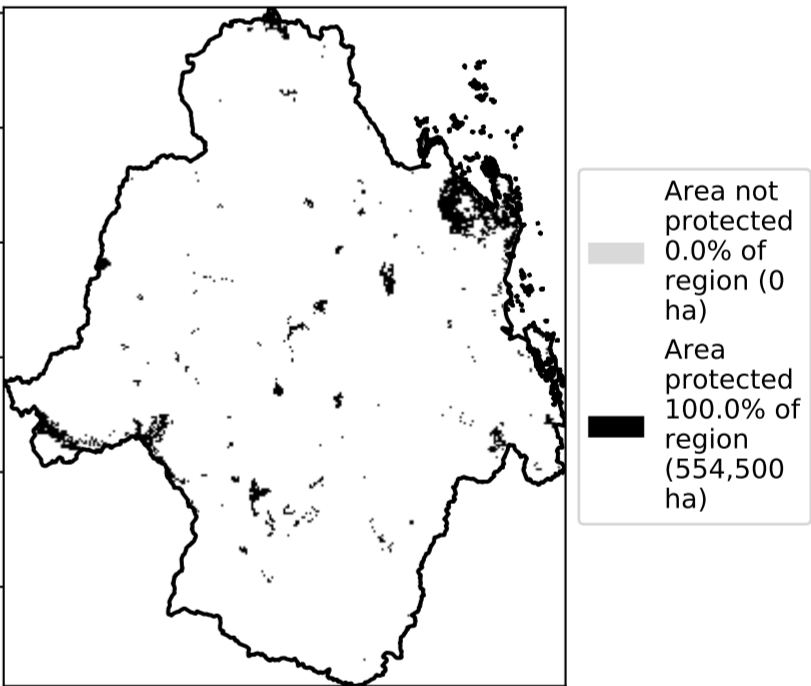 Area not
protected
0.0% of
region (0
ha)
Area
protected
100.0% of
region
(554,500
ha)